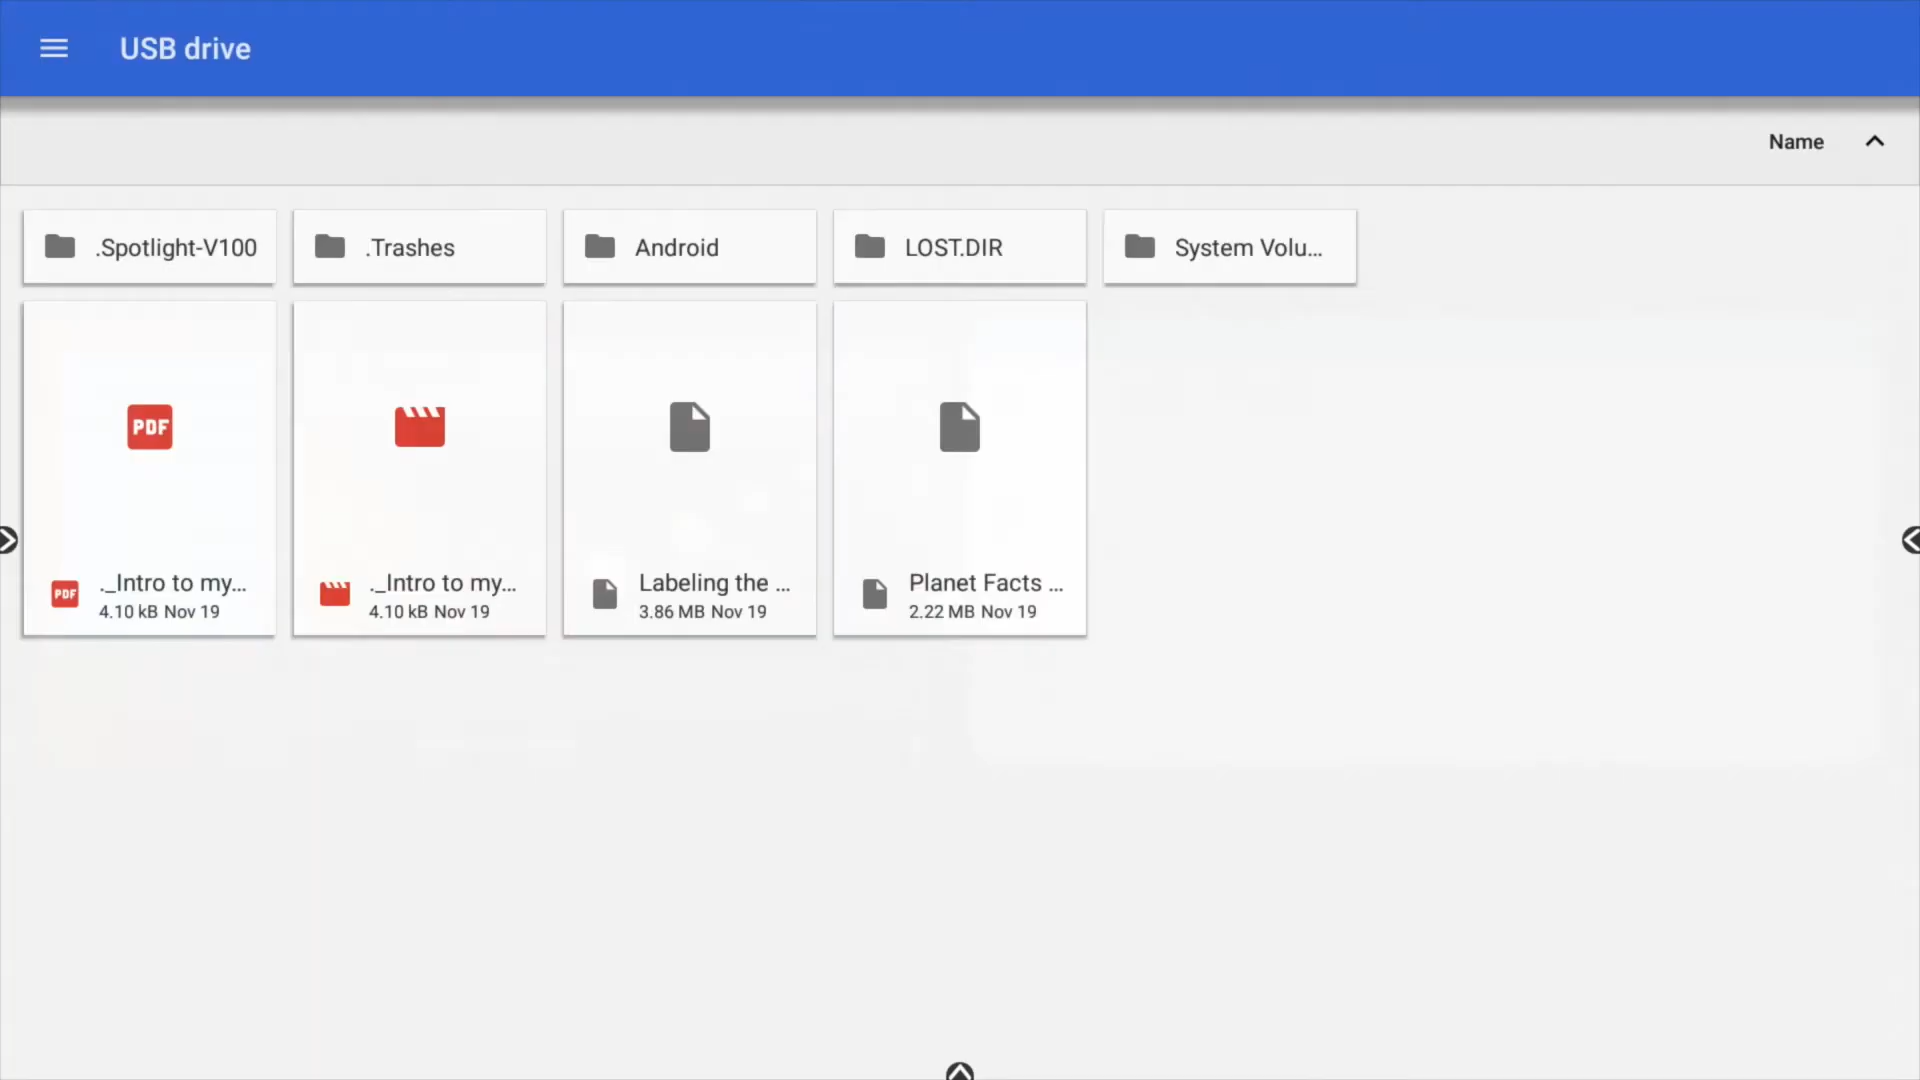 USB drive
Name
.Spotlight-V100
.Trashes
Android
LOST.DIR
System Volu...
PDF
PDF
._Intro to my...
4.10 kB Nov 19
._Intro to my...
4.10 kB Nov 19
Labeling the ...
3.86 MB Nov 19
Planet Facts ...
2.22 MB Nov 19